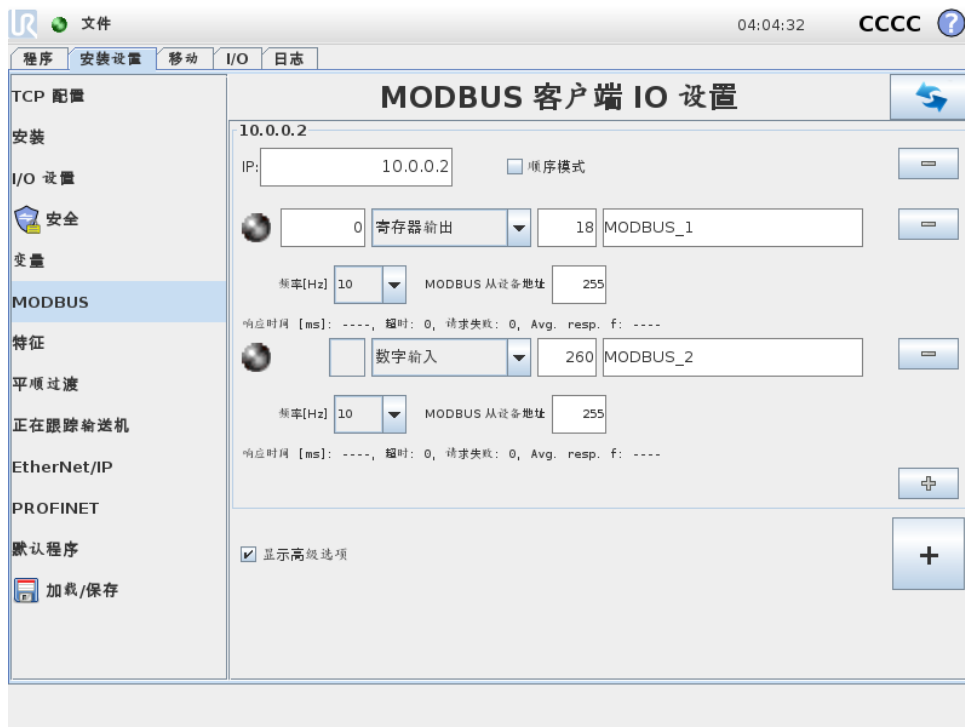 UR 文件 04:04:32 CCCC ?
程序 安装设置 移动 I/O 日志
TCP 配置
安装
I/O 设置
安全
变量
MODBUS
特征
平顺过渡
正在跟踪输送机
EtherNet/IP
PROFINET
默认程序
加载/保存
MODBUS 客户端 IO 设置
10.0.0.2
IP: 10.0.0.2 顺序模式
0 寄存器输出 18 MODBUS_1
频率[Hz] 10 MODBUS 从设备地址 255
响应时间 [ms]: ----, 超时: 0, 请求失败: 0, Avg. resp. f: ----
数字输入 260 MODBUS_2
频率[Hz] 10 MODBUS 从设备地址 255
响应时间 [ms]: ----, 超时: 0, 请求失败: 0, Avg. resp. f: ----
显示高级选项